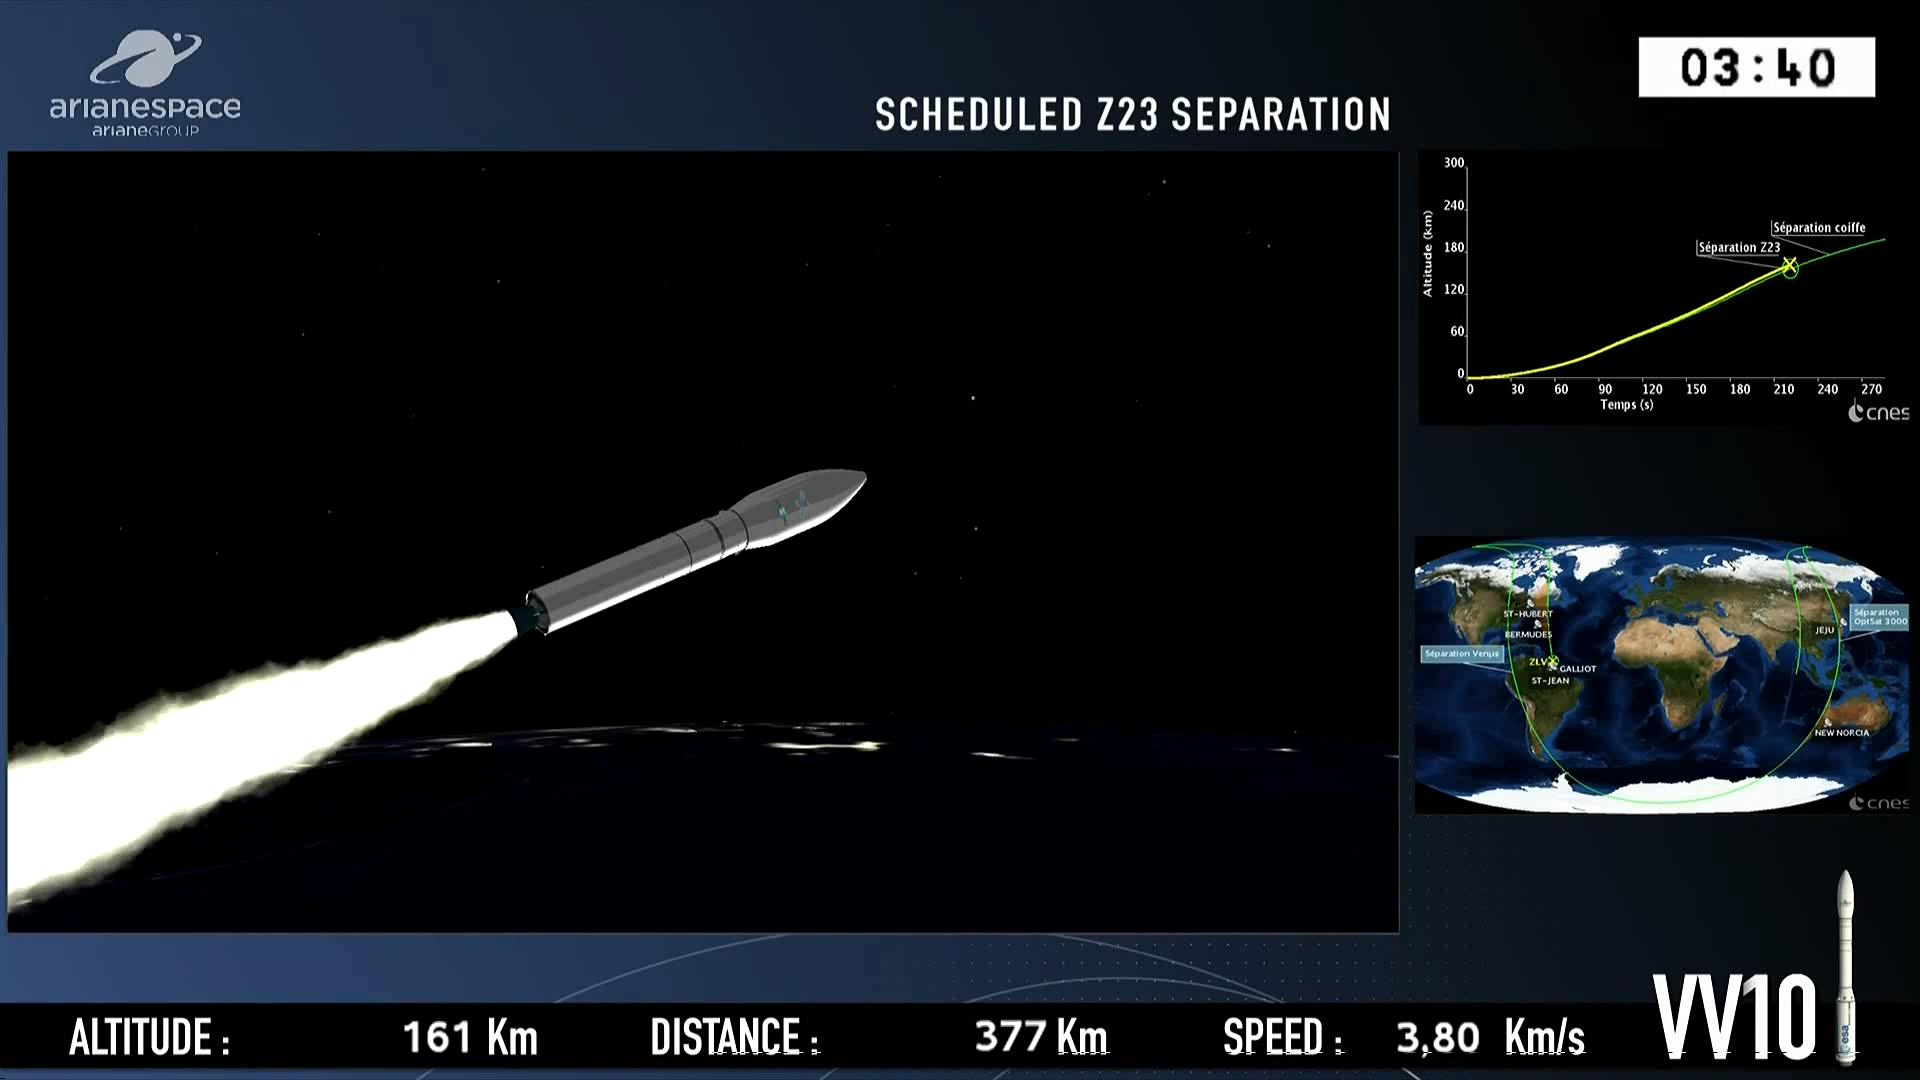 arianespace
arianeGROUP
SCHEDULED Z23 SEPARATION
03:40
300
240
180
120
60
0
Altitude (km)
Séparation coiffe
Séparation Z23
0 30 60 90 120 150 180 210 240 270
Temps (s)
cnes
ST-HUBERT
BERMUDES
Séparation Venµs
ZLV
GALLIOT
ST-JEAN
JEJU
Séparation
OptSat 3000
NEW NORCIA
cnes
esa
VV10
ALTITUDE : 161 Km DISTANCE : 377 Km SPEED : 3,80 Km/s